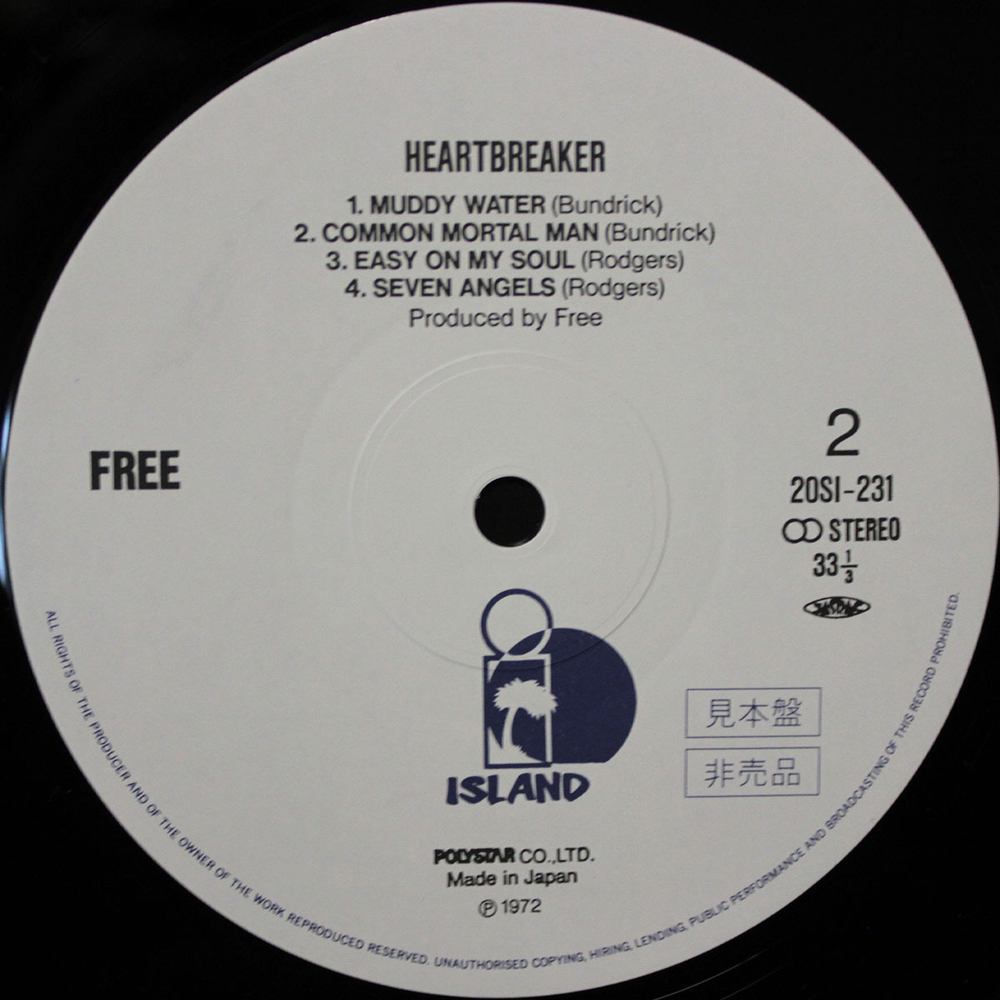 HEARTBREAKER
1. MUDDY WATER (Bundrick)
2. COMMON MORTAL MAN (Bundrick)
3. EASY ON MY SOUL (Rodgers)
4. SEVEN ANGELS (Rodgers)
Produced by Free
FREE
2
20SI-231
STEREO
33 1/3
JASRAC
見本盤
非売品
ISLAND
POLYSTAR CO.,LTD.
Made in Japan
Ⓟ 1972
ALL RIGHTS OF THE PRODUCER AND OF THE OWNER OF THE WORK REPRODUCED RESERVED. UNAUTHORISED COPYING, HIRING, LENDING, PUBLIC PERFORMANCE AND BROADCASTING OF THIS RECORD PROHIBITED.